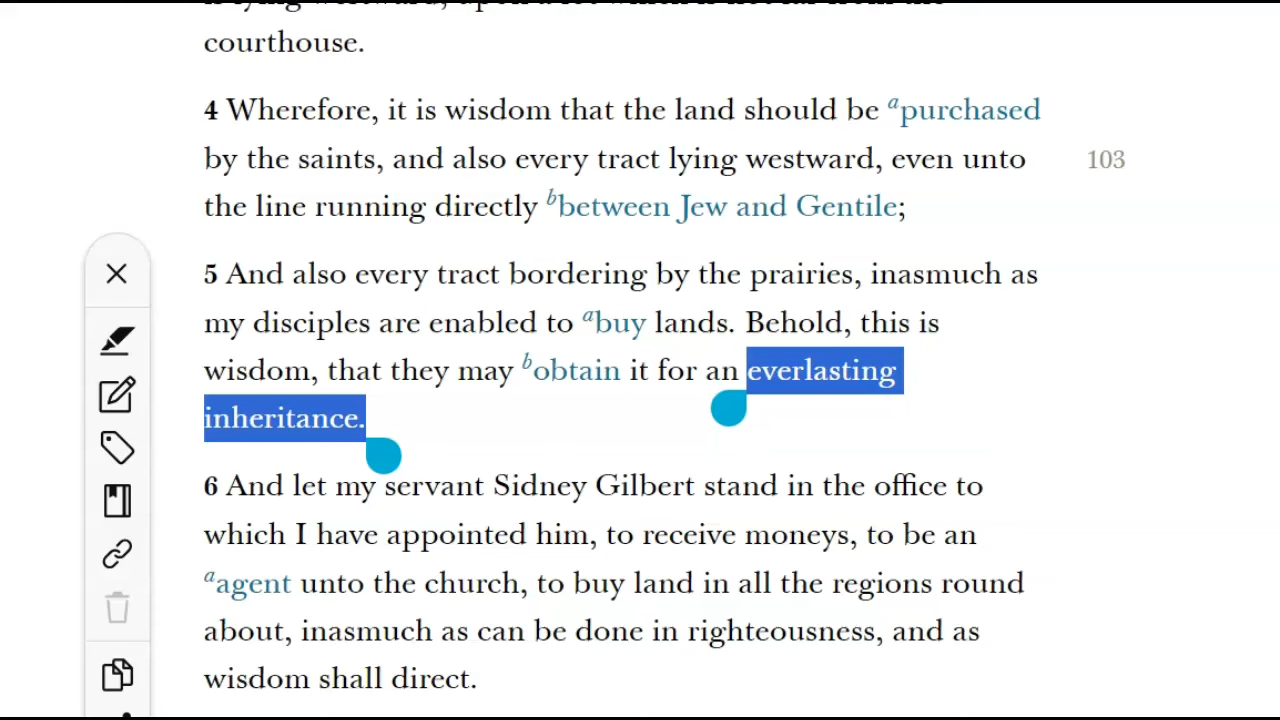 courthouse.
4 Wherefore, it is wisdom that the land should be a purchased
by the saints, and also every tract lying westward, even unto 103
the line running directly b between Jew and Gentile;
5 And also every tract bordering by the prairies, inasmuch as
my disciples are enabled to a buy lands. Behold, this is
wisdom, that they may b obtain it for an everlasting
inheritance.
6 And let my servant Sidney Gilbert stand in the office to
which I have appointed him, to receive moneys, to be an
a agent unto the church, to buy land in all the regions round
about, inasmuch as can be done in righteousness, and as
wisdom shall direct.